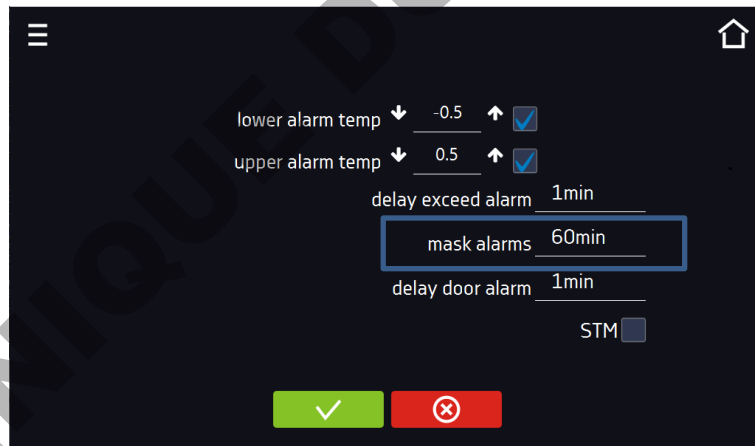 lower alarm temp -0.5
upper alarm temp 0.5
delay exceed alarm 1min
mask alarms 60min
delay door alarm 1min
STM